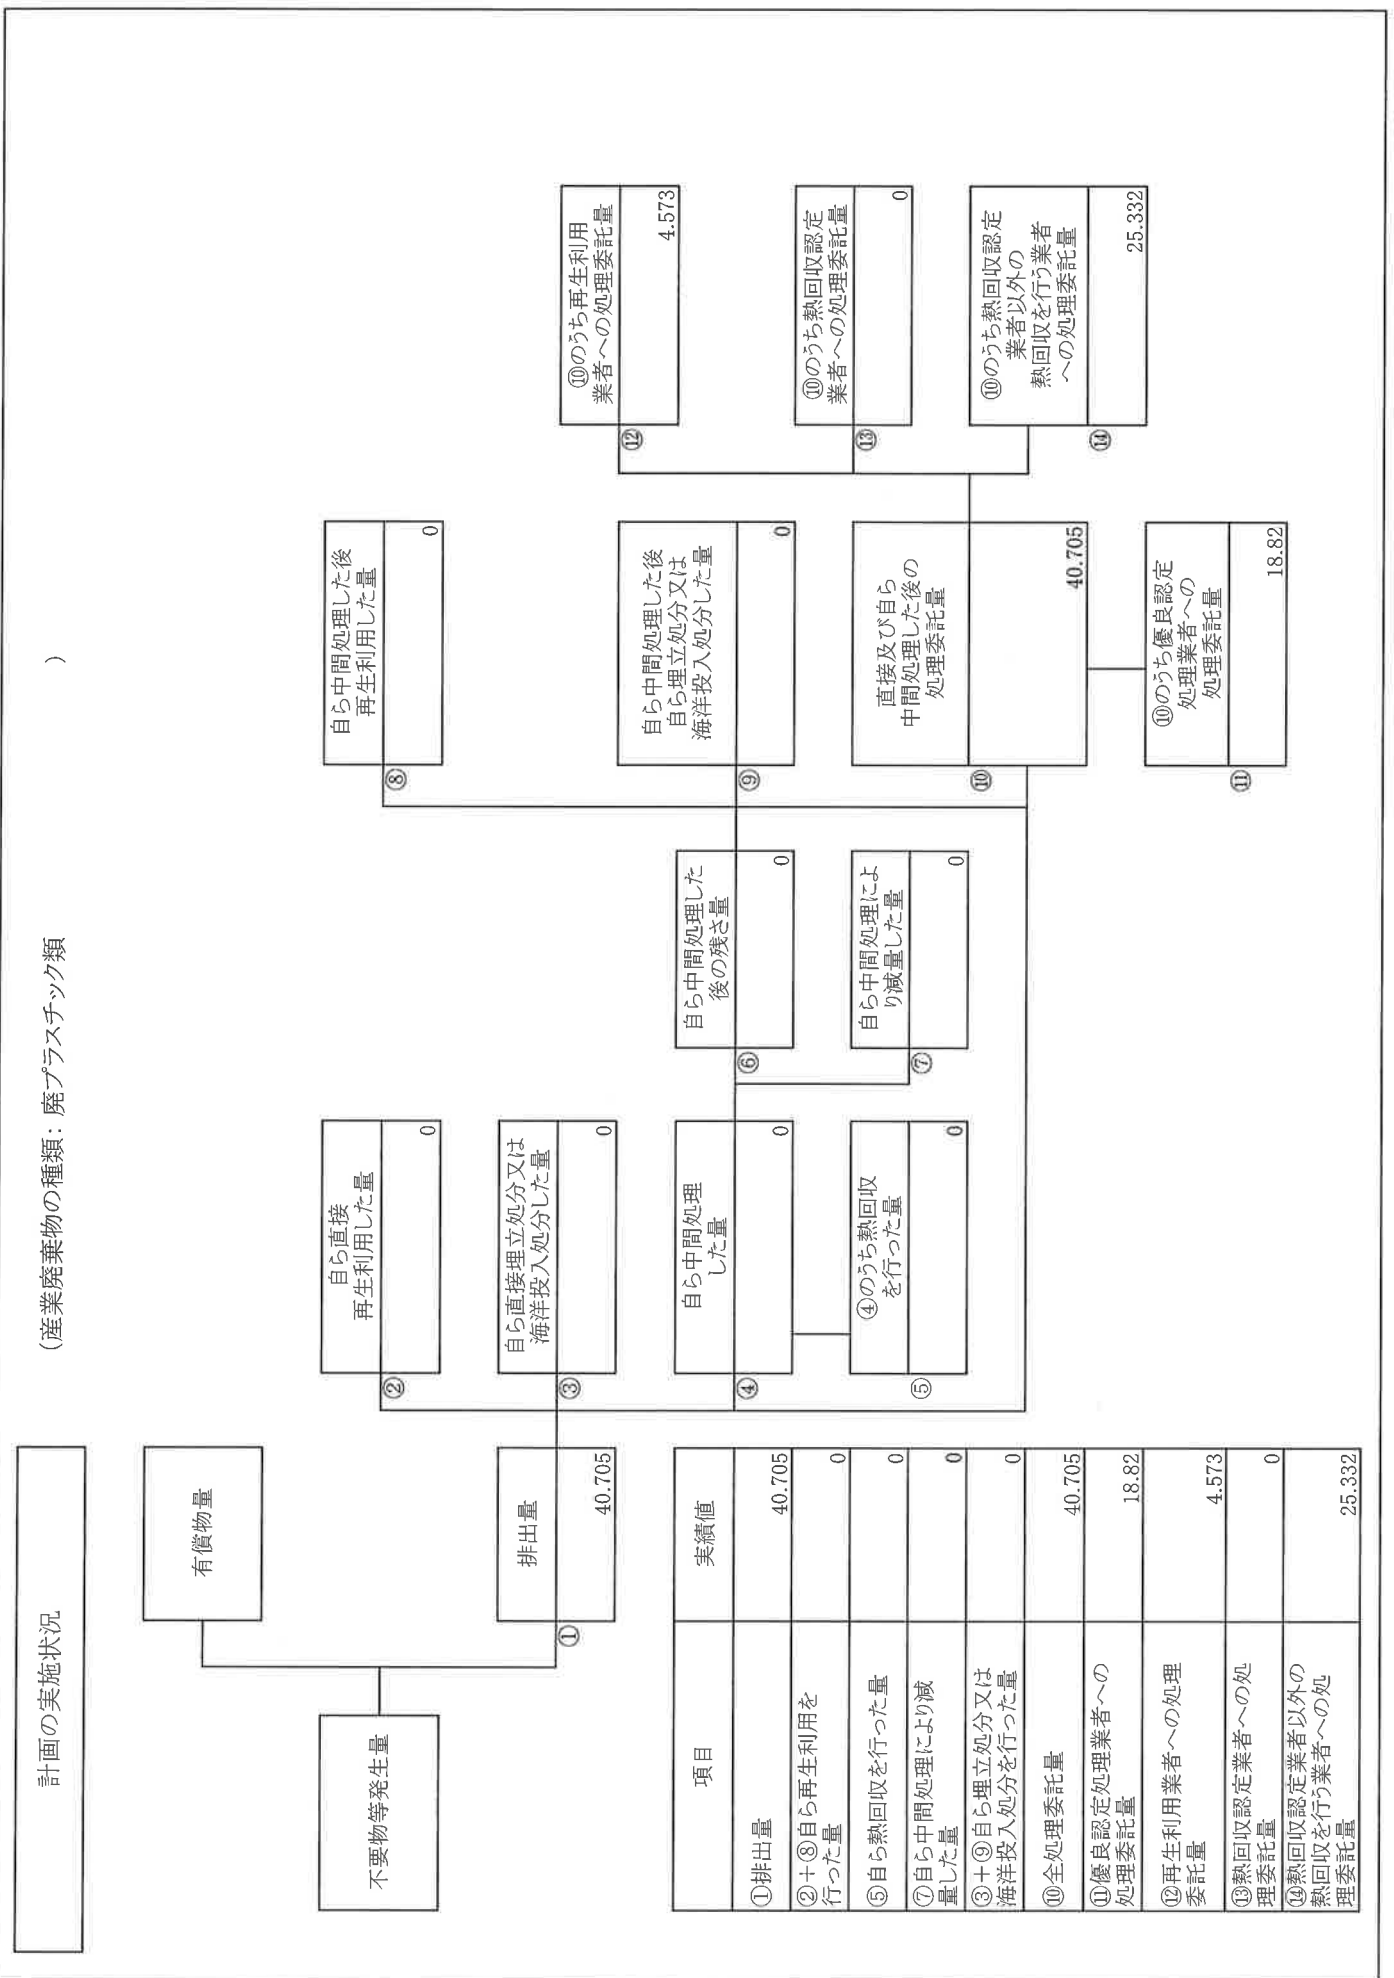 計画の実施状況
(産業廃棄物の種類：廃プラスチック類 )
不要物等発生量
有償物量
①
排出量
40.705
②
自ら直接
再生利用した量
0
③
自ら直接埋立処分又は
海洋投入処分した量
0
④
自ら中間処理
した量
0
⑤
④のうち熱回収
を行った量
0
⑥
自ら中間処理した
後の残さ量
0
⑦
自ら中間処理によ
り減量した量
0
⑧
自ら中間処理した後
再生利用した量
0
⑨
自ら中間処理した後
自ら埋立処分又は
海洋投入処分した量
0
⑩
直接及び自ら
中間処理した後の
処理委託量
40.705
⑪
⑩のうち優良認定
処理業者への
処理委託量
18.82
⑫
⑩のうち再生利用
業者への処理委託量
4.573
⑬
⑩のうち熱回収認定
業者への処理委託量
0
⑭
⑩のうち熱回収認定
業者以外の
熱回収を行う業者
への処理委託量
25.332
項目 実績値
①排出量 40.705
②＋⑧自ら再生利用を
行った量 0
⑤自ら熱回収を行った量 0
⑦自ら中間処理により減
量した量 0
③＋⑨自ら埋立処分又は
海洋投入処分を行った量 0
⑩全処理委託量 40.705
⑪優良認定処理業者への
処理委託量 18.82
⑫再生利用業者への処理
委託量 4.573
⑬熱回収認定業者への処
理委託量 0
⑭熱回収認定業者以外の
熱回収を行う業者への処
理委託量 25.332